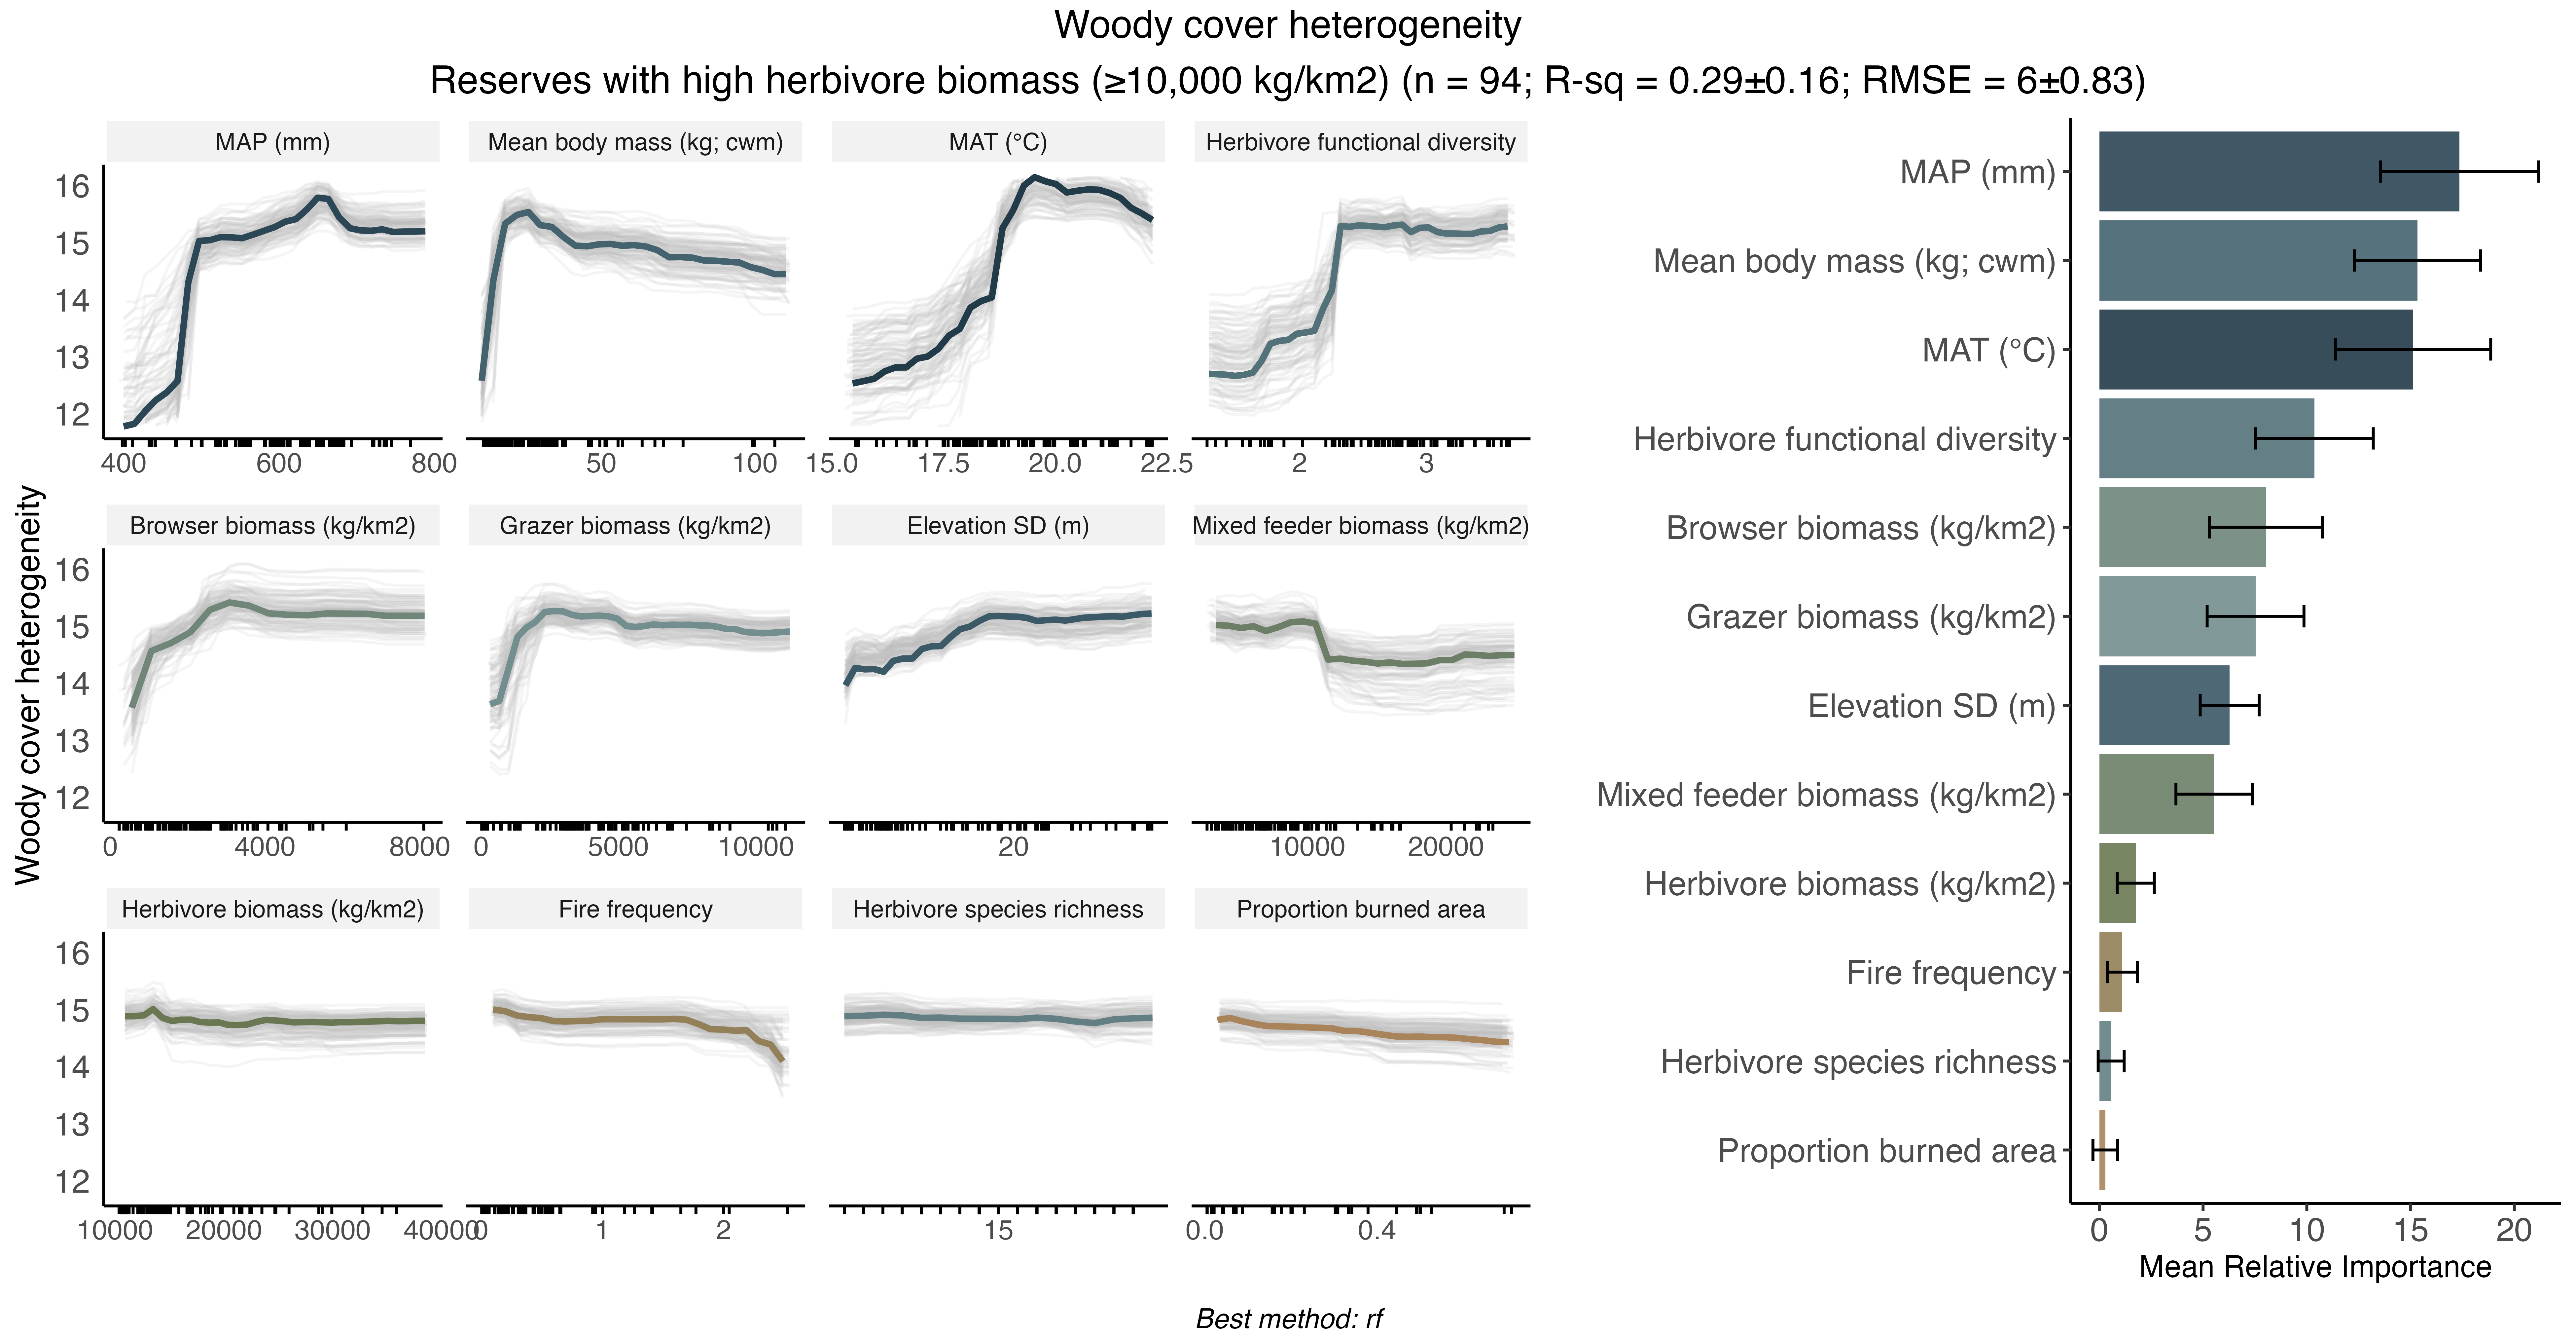 Woody cover heterogeneity
Reserves with high herbivore biomass (≥10,000 kg/km2) (n = 94; R-sq = 0.29±0.16; RMSE = 6±0.83)
Woody cover heterogeneity
MAP (mm)
Mean body mass (kg; cwm)
MAT (°C)
Herbivore functional diversity
16
15
14
13
12
400 600 800
50 100
15.0 17.5 20.0 22.5
2 3
Browser biomass (kg/km2)
Grazer biomass (kg/km2)
Elevation SD (m)
Mixed feeder biomass (kg/km2)
16
15
14
13
12
0 4000 8000
0 5000 10000
20
10000 20000
Herbivore biomass (kg/km2)
Fire frequency
Herbivore species richness
Proportion burned area
16
15
14
13
12
10000 20000 30000 40000
0 1 2
15
0.0 0.4
MAP (mm)
Mean body mass (kg; cwm)
MAT (°C)
Herbivore functional diversity
Browser biomass (kg/km2)
Grazer biomass (kg/km2)
Elevation SD (m)
Mixed feeder biomass (kg/km2)
Herbivore biomass (kg/km2)
Fire frequency
Herbivore species richness
Proportion burned area
0 5 10 15 20
Mean Relative Importance
Best method: rf